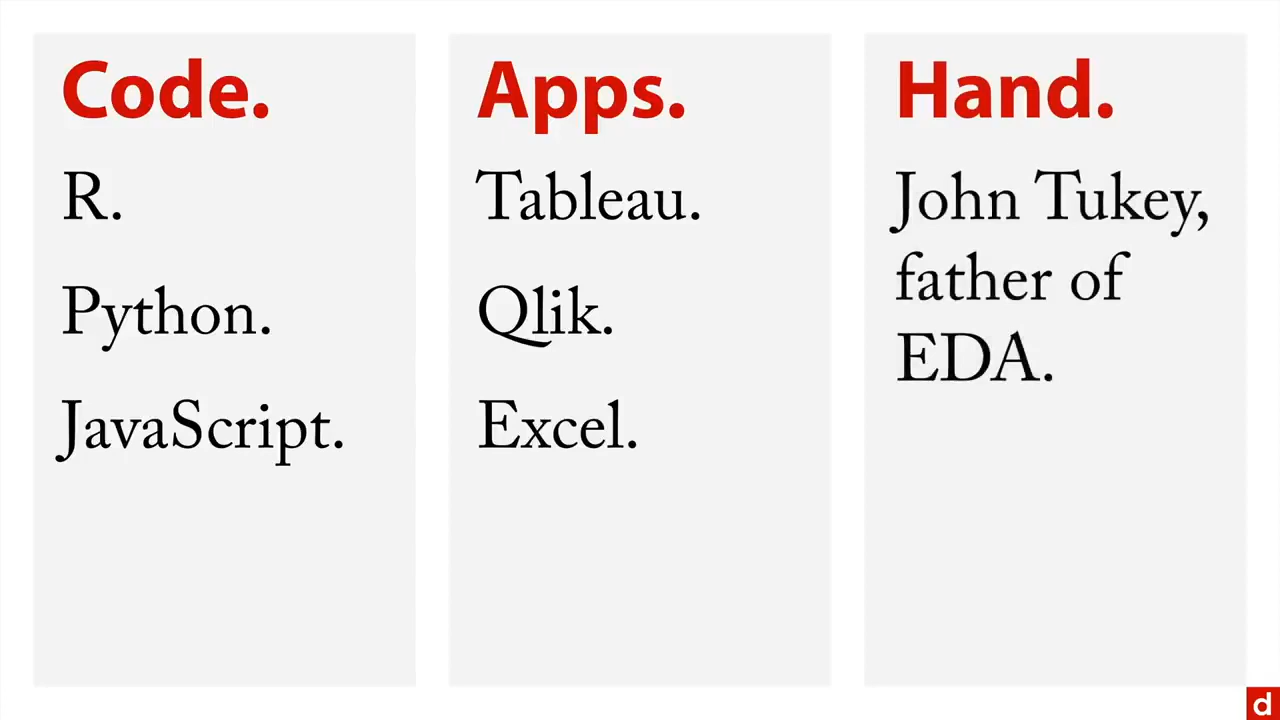 Code.
R.
Python.
JavaScript.
Apps.
Tableau.
Qlik.
Excel.
Hand.
John Tukey,
father of
EDA.
d